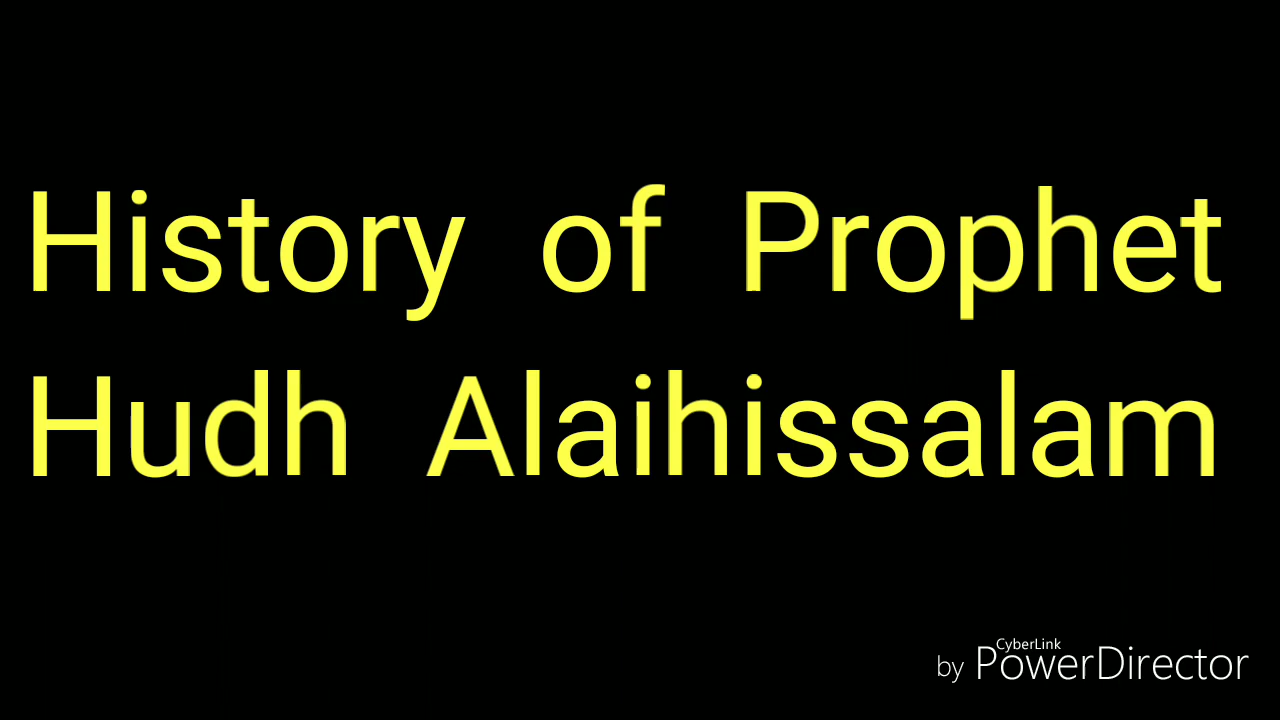 History of Prophet
Hudh Alaihissalam
CyberLink
by PowerDirector